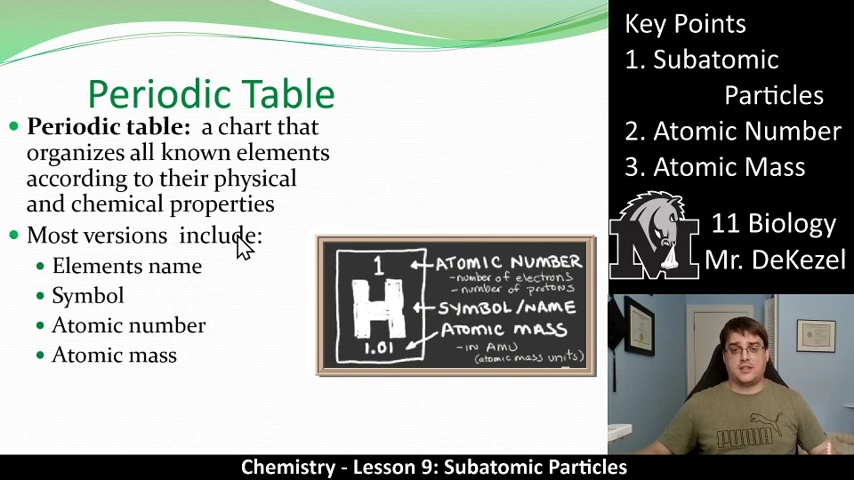 Periodic Table
Periodic table: a chart that
organizes all known elements
according to their physical
and chemical properties
Most versions include:
Elements name
Symbol
Atomic number
Atomic mass
1
H
1.01
ATOMIC NUMBER
-number of electrons
-number of protons
SYMBOL/NAME
ATOMIC MASS
-IN AMU
(atomic mass units)
Key Points
1. Subatomic
Particles
2. Atomic Number
3. Atomic Mass
M
11 Biology
Mr. DeKezel
PUMA
Chemistry - Lesson 9: Subatomic Particles